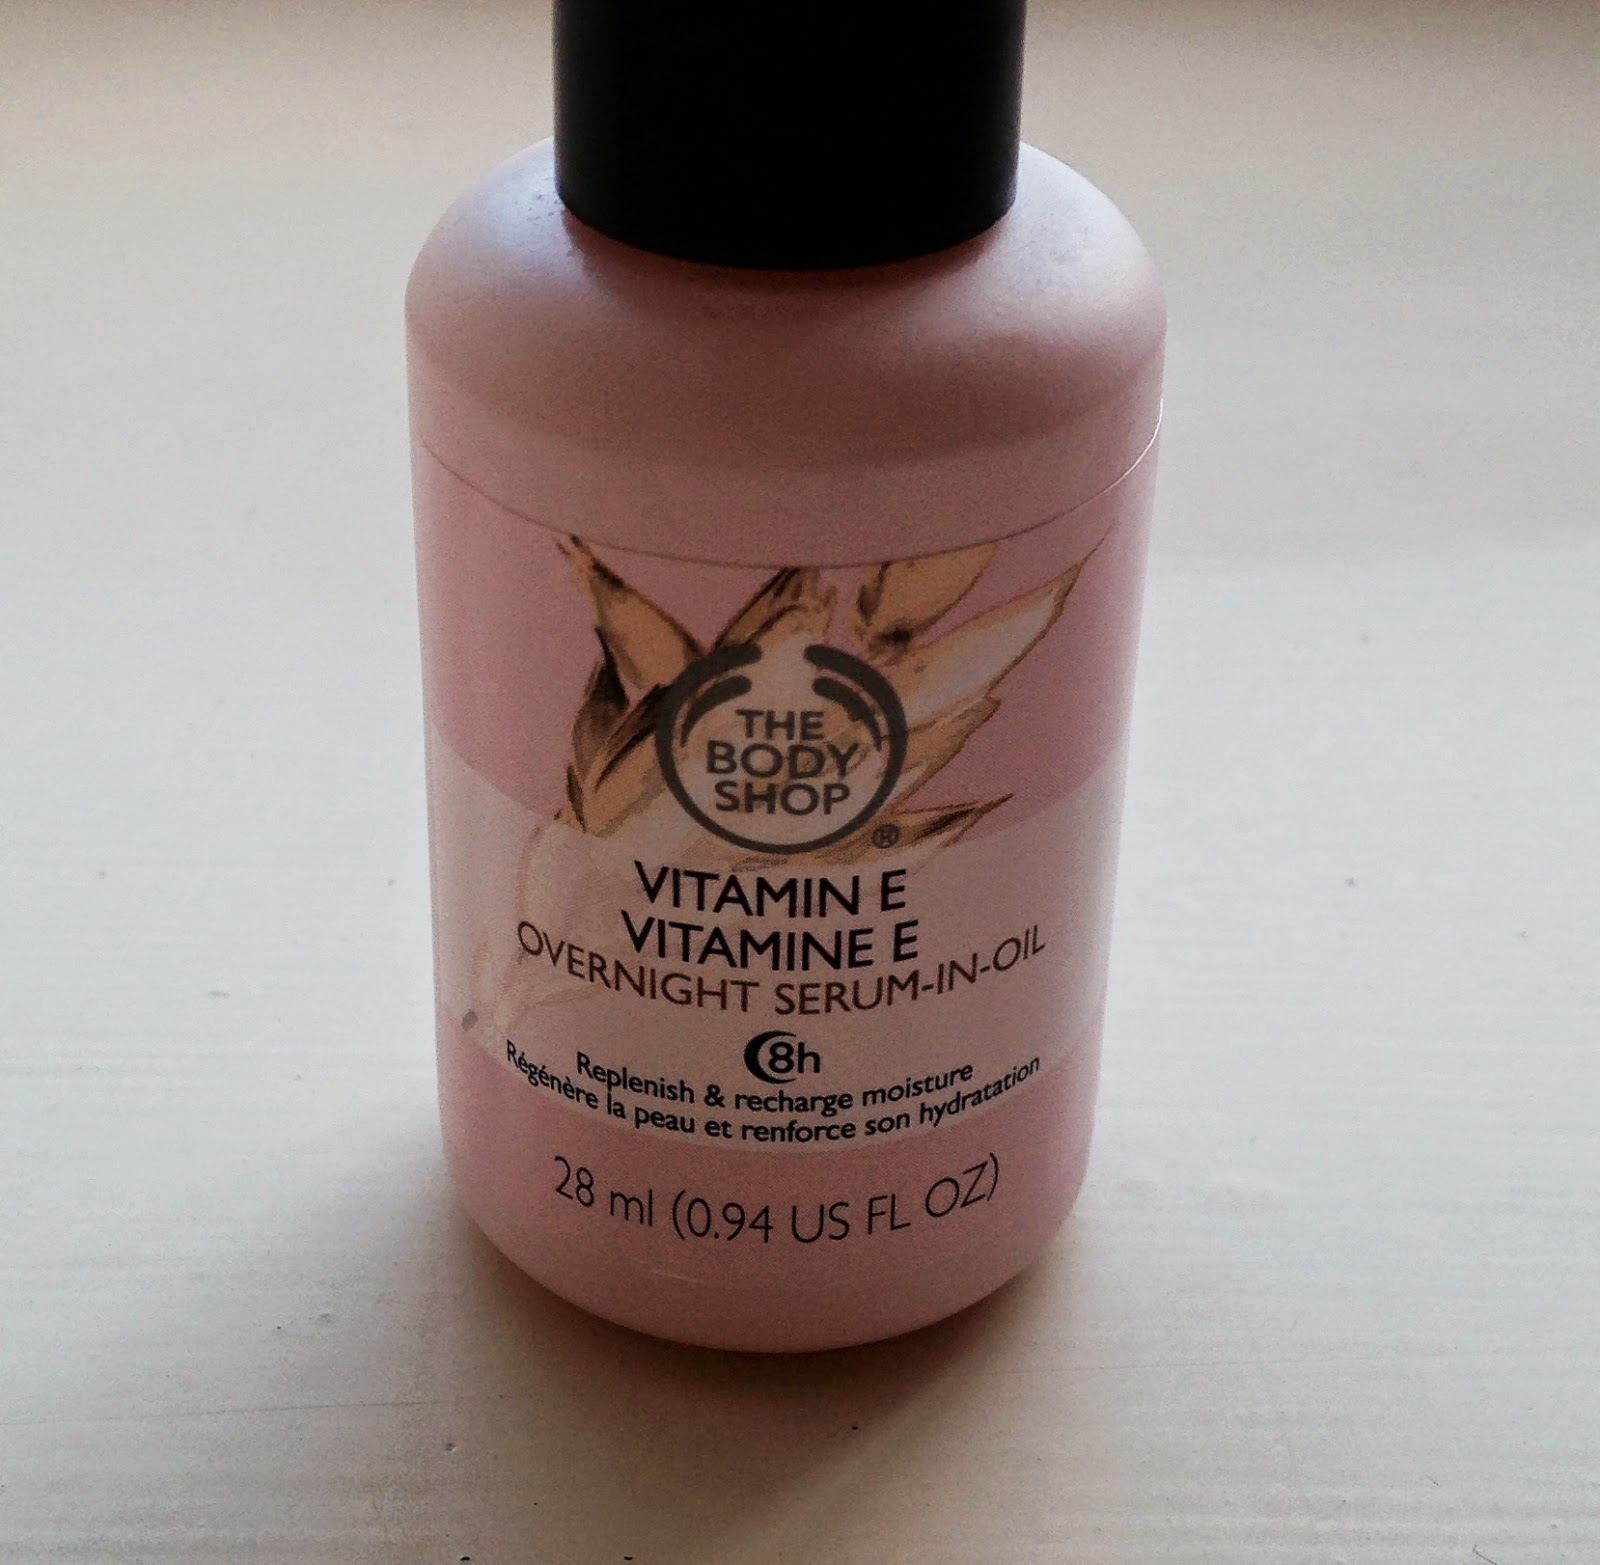 THE
BODY
SHOP
®
VITAMIN E
VITAMINE E
OVERNIGHT SERUM-IN-OIL
8h
Replenish & recharge moisture
Régénère la peau et renforce son hydratation
28 ml (0.94 US FL OZ)